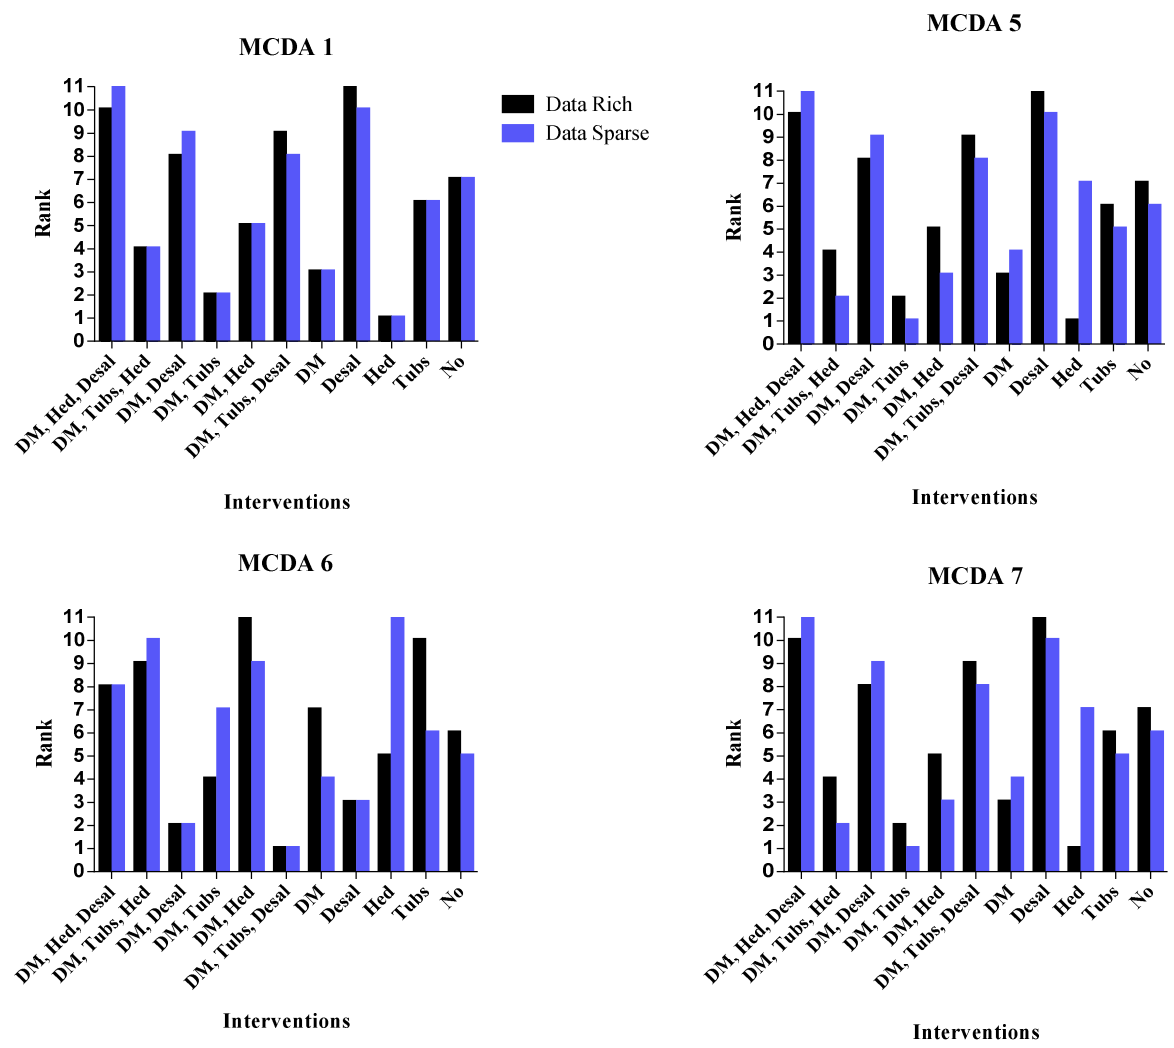 MCDA 1
11
10
9
8
7
6
5
4
3
2
1
0
Rank
DM, Hed, Desal
DM, Tubs, Hed
DM, Desal
DM, Tubs
DM, Hed
DM, Tubs, Desal
DM
Desal
Hed
Tubs
No
Interventions
Data Rich
Data Sparse
MCDA 5
11
10
9
8
7
6
5
4
3
2
1
0
Rank
DM, Hed, Desal
DM, Tubs, Hed
DM, Desal
DM, Tubs
DM, Hed
DM, Tubs, Desal
DM
Desal
Hed
Tubs
No
Interventions
MCDA 6
11
10
9
8
7
6
5
4
3
2
1
0
Rank
DM, Hed, Desal
DM, Tubs, Hed
DM, Desal
DM, Tubs
DM, Hed
DM, Tubs, Desal
DM
Desal
Hed
Tubs
No
Interventions
MCDA 7
11
10
9
8
7
6
5
4
3
2
1
0
Rank
DM, Hed, Desal
DM, Tubs, Hed
DM, Desal
DM, Tubs
DM, Hed
DM, Tubs, Desal
DM
Desal
Hed
Tubs
No
Interventions